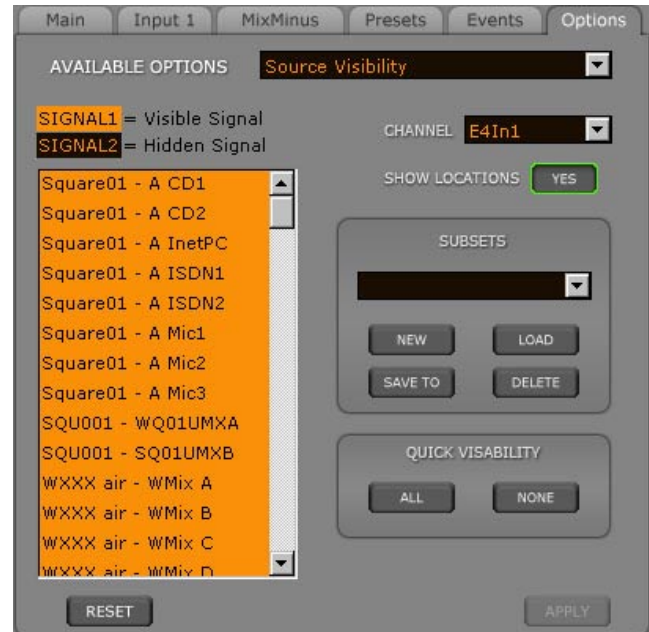 Main Input 1 MixMinus Presets Events Options
AVAILABLE OPTIONS Source Visibility
SIGNAL1 = Visible Signal
SIGNAL2 = Hidden Signal
CHANNEL E4In1
SHOW LOCATIONS YES
Square01 - A CD1
Square01 - A CD2
Square01 - A InetPC
Square01 - A ISDN1
Square01 - A ISDN2
Square01 - A Mic1
Square01 - A Mic2
Square01 - A Mic3
SQU001 - WQ01UMXA
SQU001 - SQ01UMXB
WXXX air - WMix A
WXXX air - WMix B
WXXX air - WMix C
WXXX air - WMix D
SUBSETS
NEW LOAD
SAVE TO DELETE
QUICK VISABILITY
ALL NONE
RESET APPLY